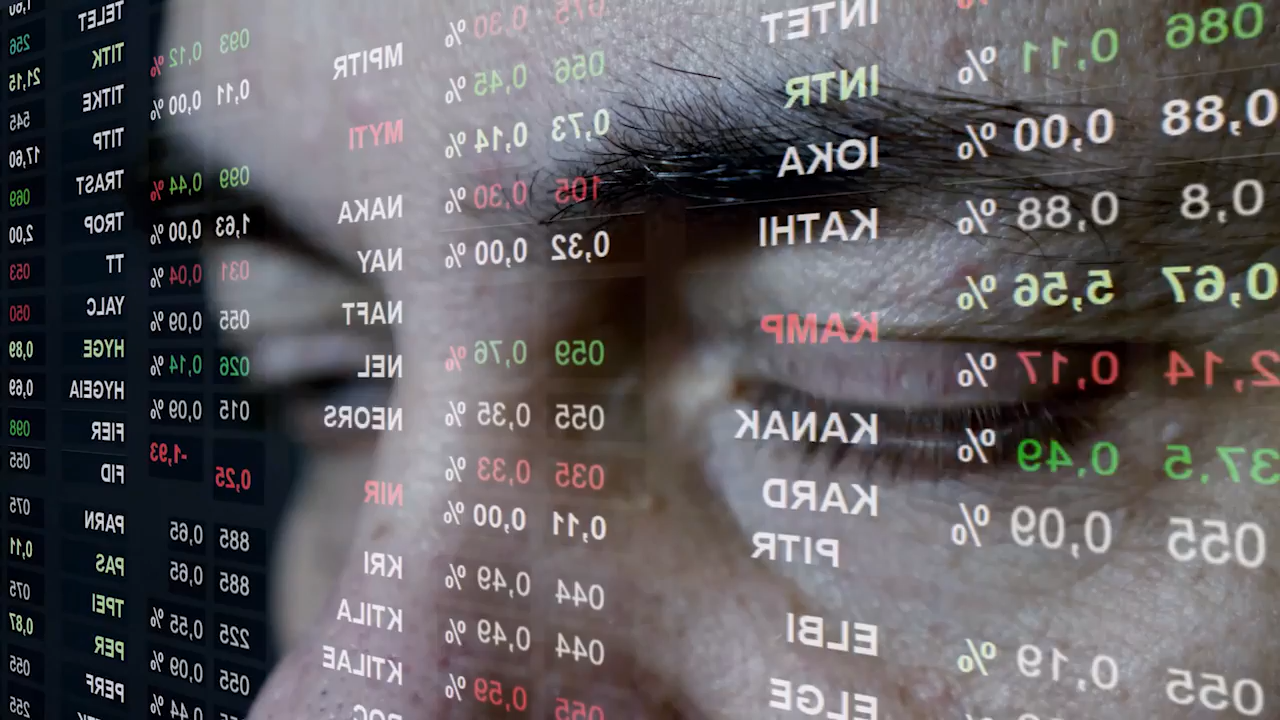 086 0,11 %
0,88 0,00 %
0,8 0,88 %
0,67 5,56 %
2,14 0,17 %
37,5 0,49 %
055 0,09 %
055 0,19 %
INTET
INTR
IOKA
KATHI
KAMP
KANAK
KARD
PITR
ELBI
ELGE
075 0,30 %
056 0,45 %
0,73 0,14 %
105 0,30 %
0,32 0,00 %
059 0,76 %
055 0,35 %
035 0,33 %
0,11 0,00 %
044 0,49 %
044 0,49 %
055 0,59 %
MPITR
MYTI
NAKA
NAY
NAFT
NEL
NEORS
NIR
KRI
KTILA
KTILAE
093 0,12 %
0,11 0,00 %
099 0,44 %
1,63 0,00 %
031 0,04 %
055 0,09 %
026 0,14 %
015 0,09 %
0,25 -1,93
885 0,65
885 0,65
225 0,55 %
055 0,09 %
0,44 %
TELET
TITK
TITKE
TITP
TRAST
TROP
TT
YALC
HYGE
HYGEIA
FIER
FID
PARN
PAS
TPEI
PER
PERF
256
21,15
545
17,60
069
2,00
053
050
0,89
0,69
098
055
075
0,11
075
0,87
055
255